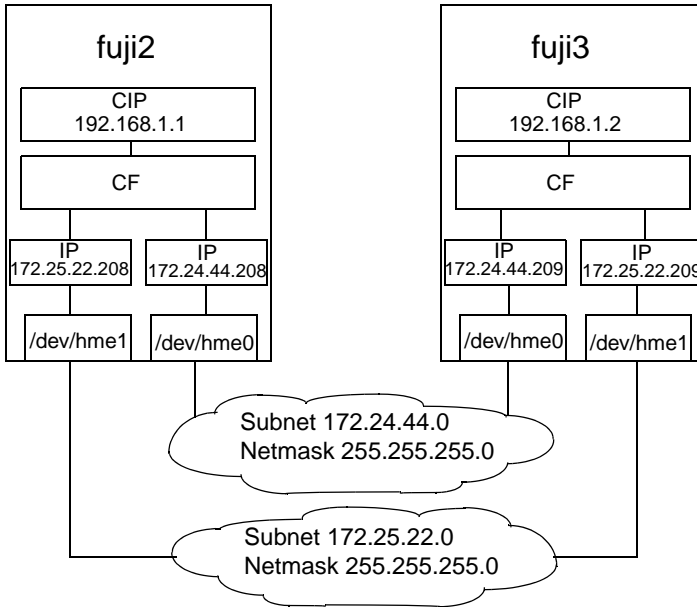 fuji2
CIP
192.168.1.1
CF
IP
172.25.22.208
IP
172.24.44.208
/dev/hme1
/dev/hme0
fuji3
CIP
192.168.1.2
CF
IP
172.24.44.209
IP
172.25.22.209
/dev/hme0
/dev/hme1
Subnet 172.24.44.0
Netmask 255.255.255.0
Subnet 172.25.22.0
Netmask 255.255.255.0